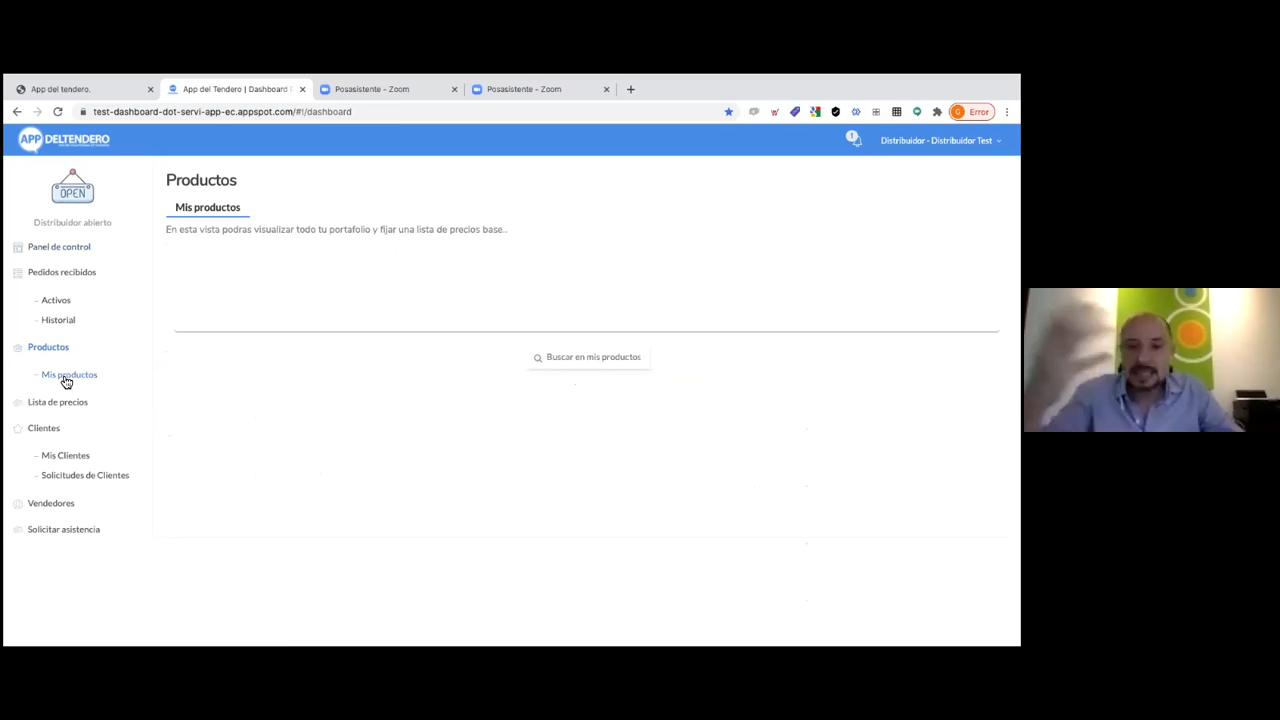 App del tendero.
App del Tendero | Dashboard
Posasistente - Zoom
Posasistente - Zoom
test-dashboard-dot-servi-app-ec.appspot.com/#!/dashboard
G Error
APP DELTENDERO
1
Distribuidor - Distribuidor Test
OPEN
Distribuidor abierto
Panel de control
Pedidos recibidos
- Activos
- Historial
Productos
- Mis productos
Lista de precios
Clientes
- Mis Clientes
- Solicitudes de Clientes
Vendedores
Solicitar asistencia
Productos
Mis productos
En esta vista podras visualizar todo tu portafolio y fijar una lista de precios base..
Buscar en mis productos